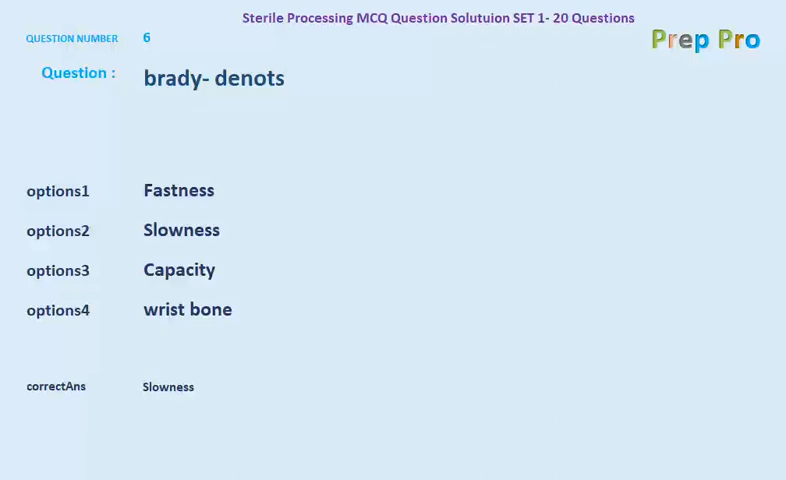 Sterile Processing MCQ Question Solutuion SET 1- 20 Questions
QUESTION NUMBER 6
Prep Pro
Question : brady- denots
options1 Fastness
options2 Slowness
options3 Capacity
options4 wrist bone
correctAns Slowness